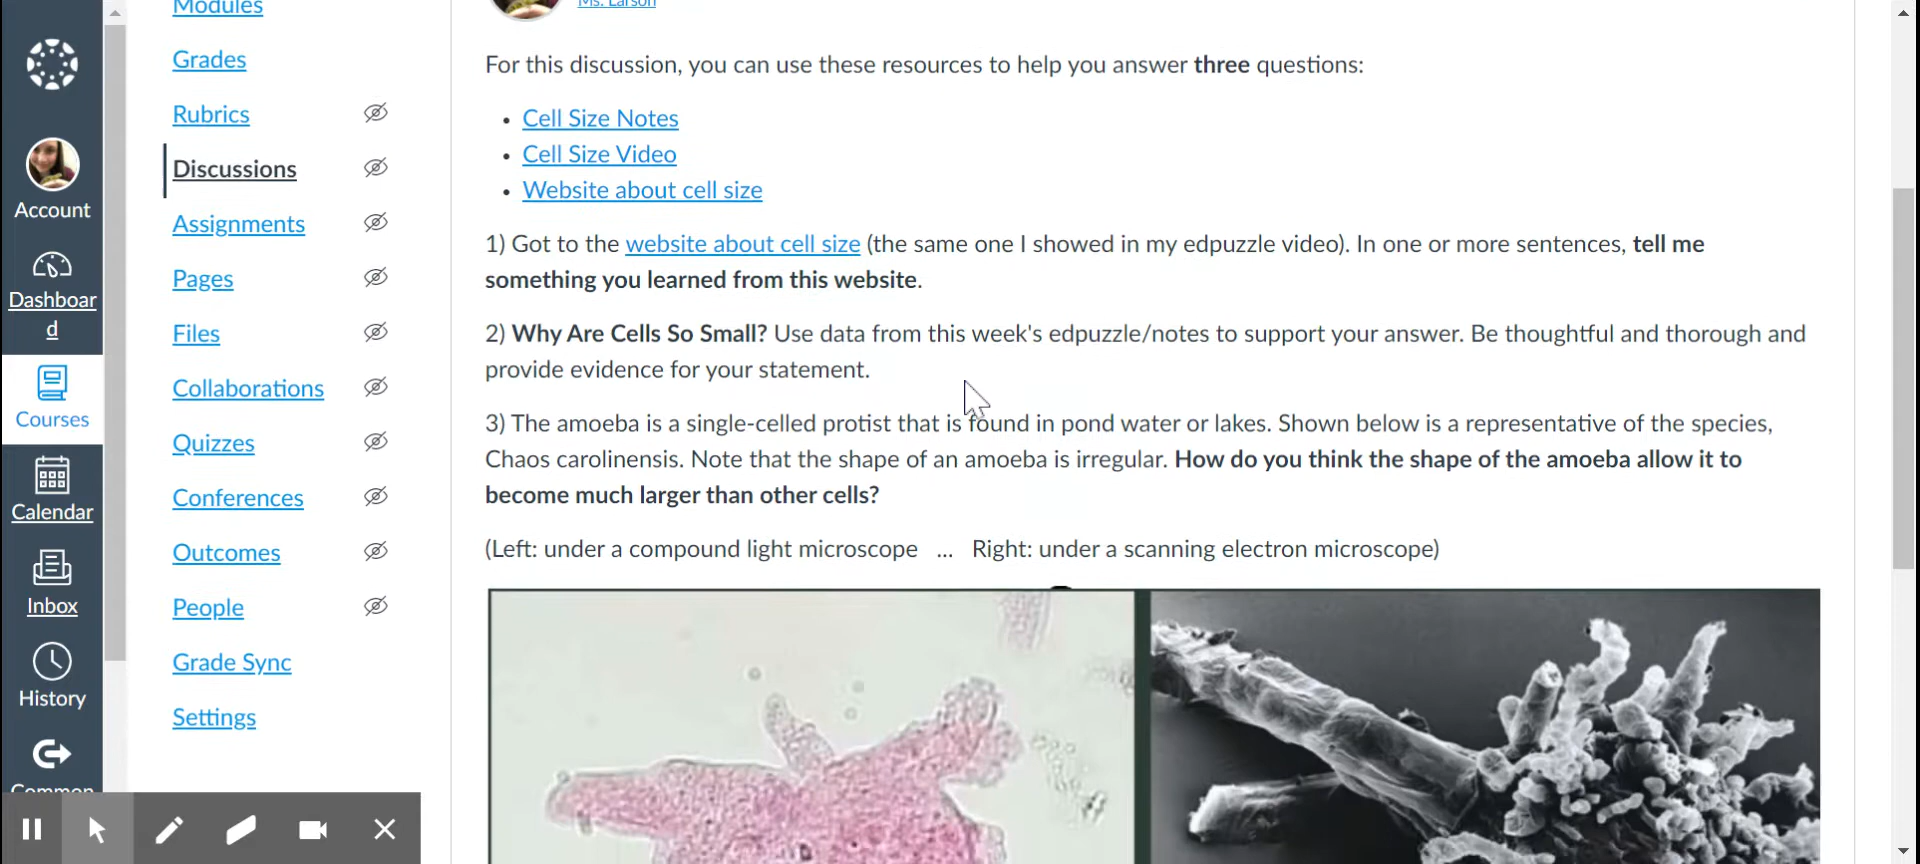 Modules
Ms. Larson
Grades
Rubrics
Discussions
Assignments
Pages
Files
Collaborations
Quizzes
Conferences
Outcomes
People
Grade Sync
Settings
Account
Dashboar
d
Courses
Calendar
Inbox
History
Common
For this discussion, you can use these resources to help you answer three questions:
• Cell Size Notes
• Cell Size Video
• Website about cell size
1) Got to the website about cell size (the same one I showed in my edpuzzle video). In one or more sentences, tell me
something you learned from this website.
2) Why Are Cells So Small? Use data from this week's edpuzzle/notes to support your answer. Be thoughtful and thorough and
provide evidence for your statement.
3) The amoeba is a single-celled protist that is found in pond water or lakes. Shown below is a representative of the species,
Chaos carolinensis. Note that the shape of an amoeba is irregular. How do you think the shape of the amoeba allow it to
become much larger than other cells?
(Left: under a compound light microscope ... Right: under a scanning electron microscope)